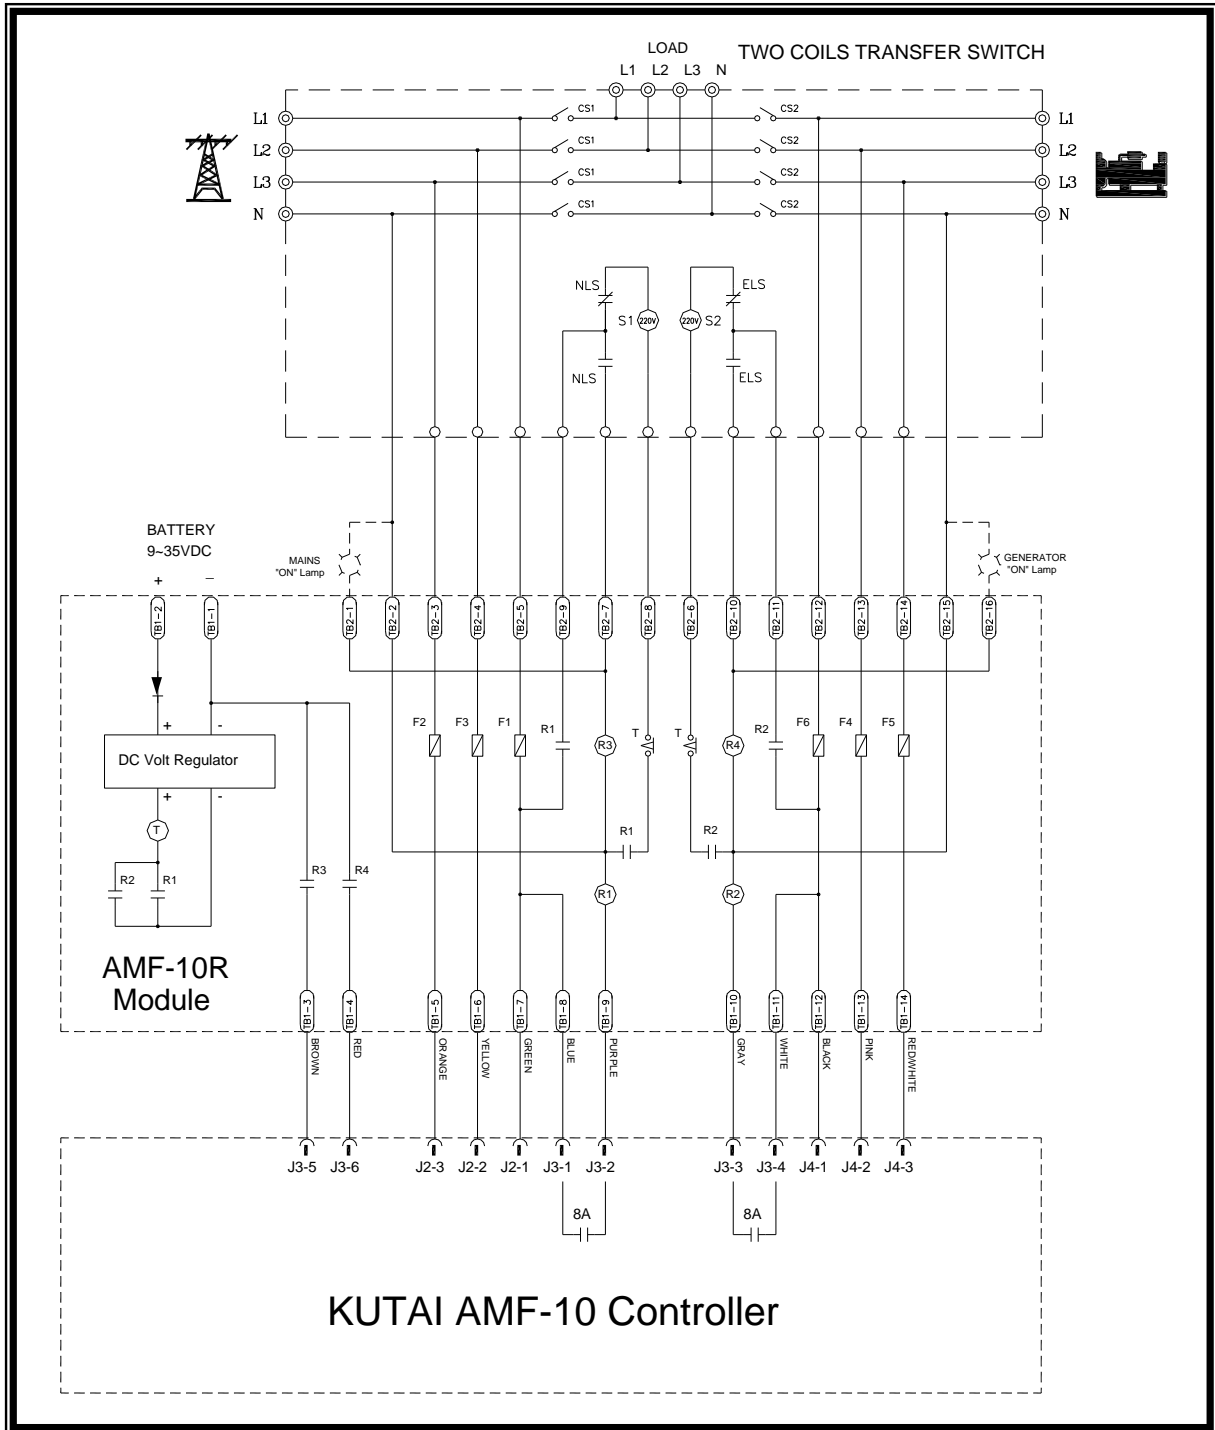 LOAD
TWO COILS TRANSFER SWITCH
L1 L2 L3 N
L1 CS1 CS2 L1
L2 CS1 CS2 L2
L3 CS1 CS2 L3
N CS1 CS2 N
NLS ELS
S1 220V 220V S2
NLS ELS
BATTERY
9~35VDC
MAINS
"ON" Lamp
GENERATOR
"ON" Lamp
+ −
TB1-2 TB1-1 TB2-1 TB2-2 TB2-3 TB2-4 TB2-5 TB2-9 TB2-7 TB2-8 TB2-6 TB2-10 TB2-11 TB2-12 TB2-13 TB2-14 TB2-15 TB2-16
+ -
F2 F3 F1 R1 R3 T T R4 R2 F6 F4 F5
DC Volt Regulator
+ -
T
R1 R2
R2 R1 R3 R4
R1 R2
AMF-10R
Module
TB1-3 TB1-4 TB1-5 TB1-6 TB1-7 TB1-8 TB1-9 TB1-10 TB1-11 TB1-12 TB1-13 TB1-14
BROWN RED ORANGE YELLOW GREEN BLUE PURPLE GRAY WHITE BLACK PINK RED/WHITE
J3-5 J3-6 J2-3 J2-2 J2-1 J3-1 J3-2 J3-3 J3-4 J4-1 J4-2 J4-3
8A 8A
KUTAI AMF-10 Controller